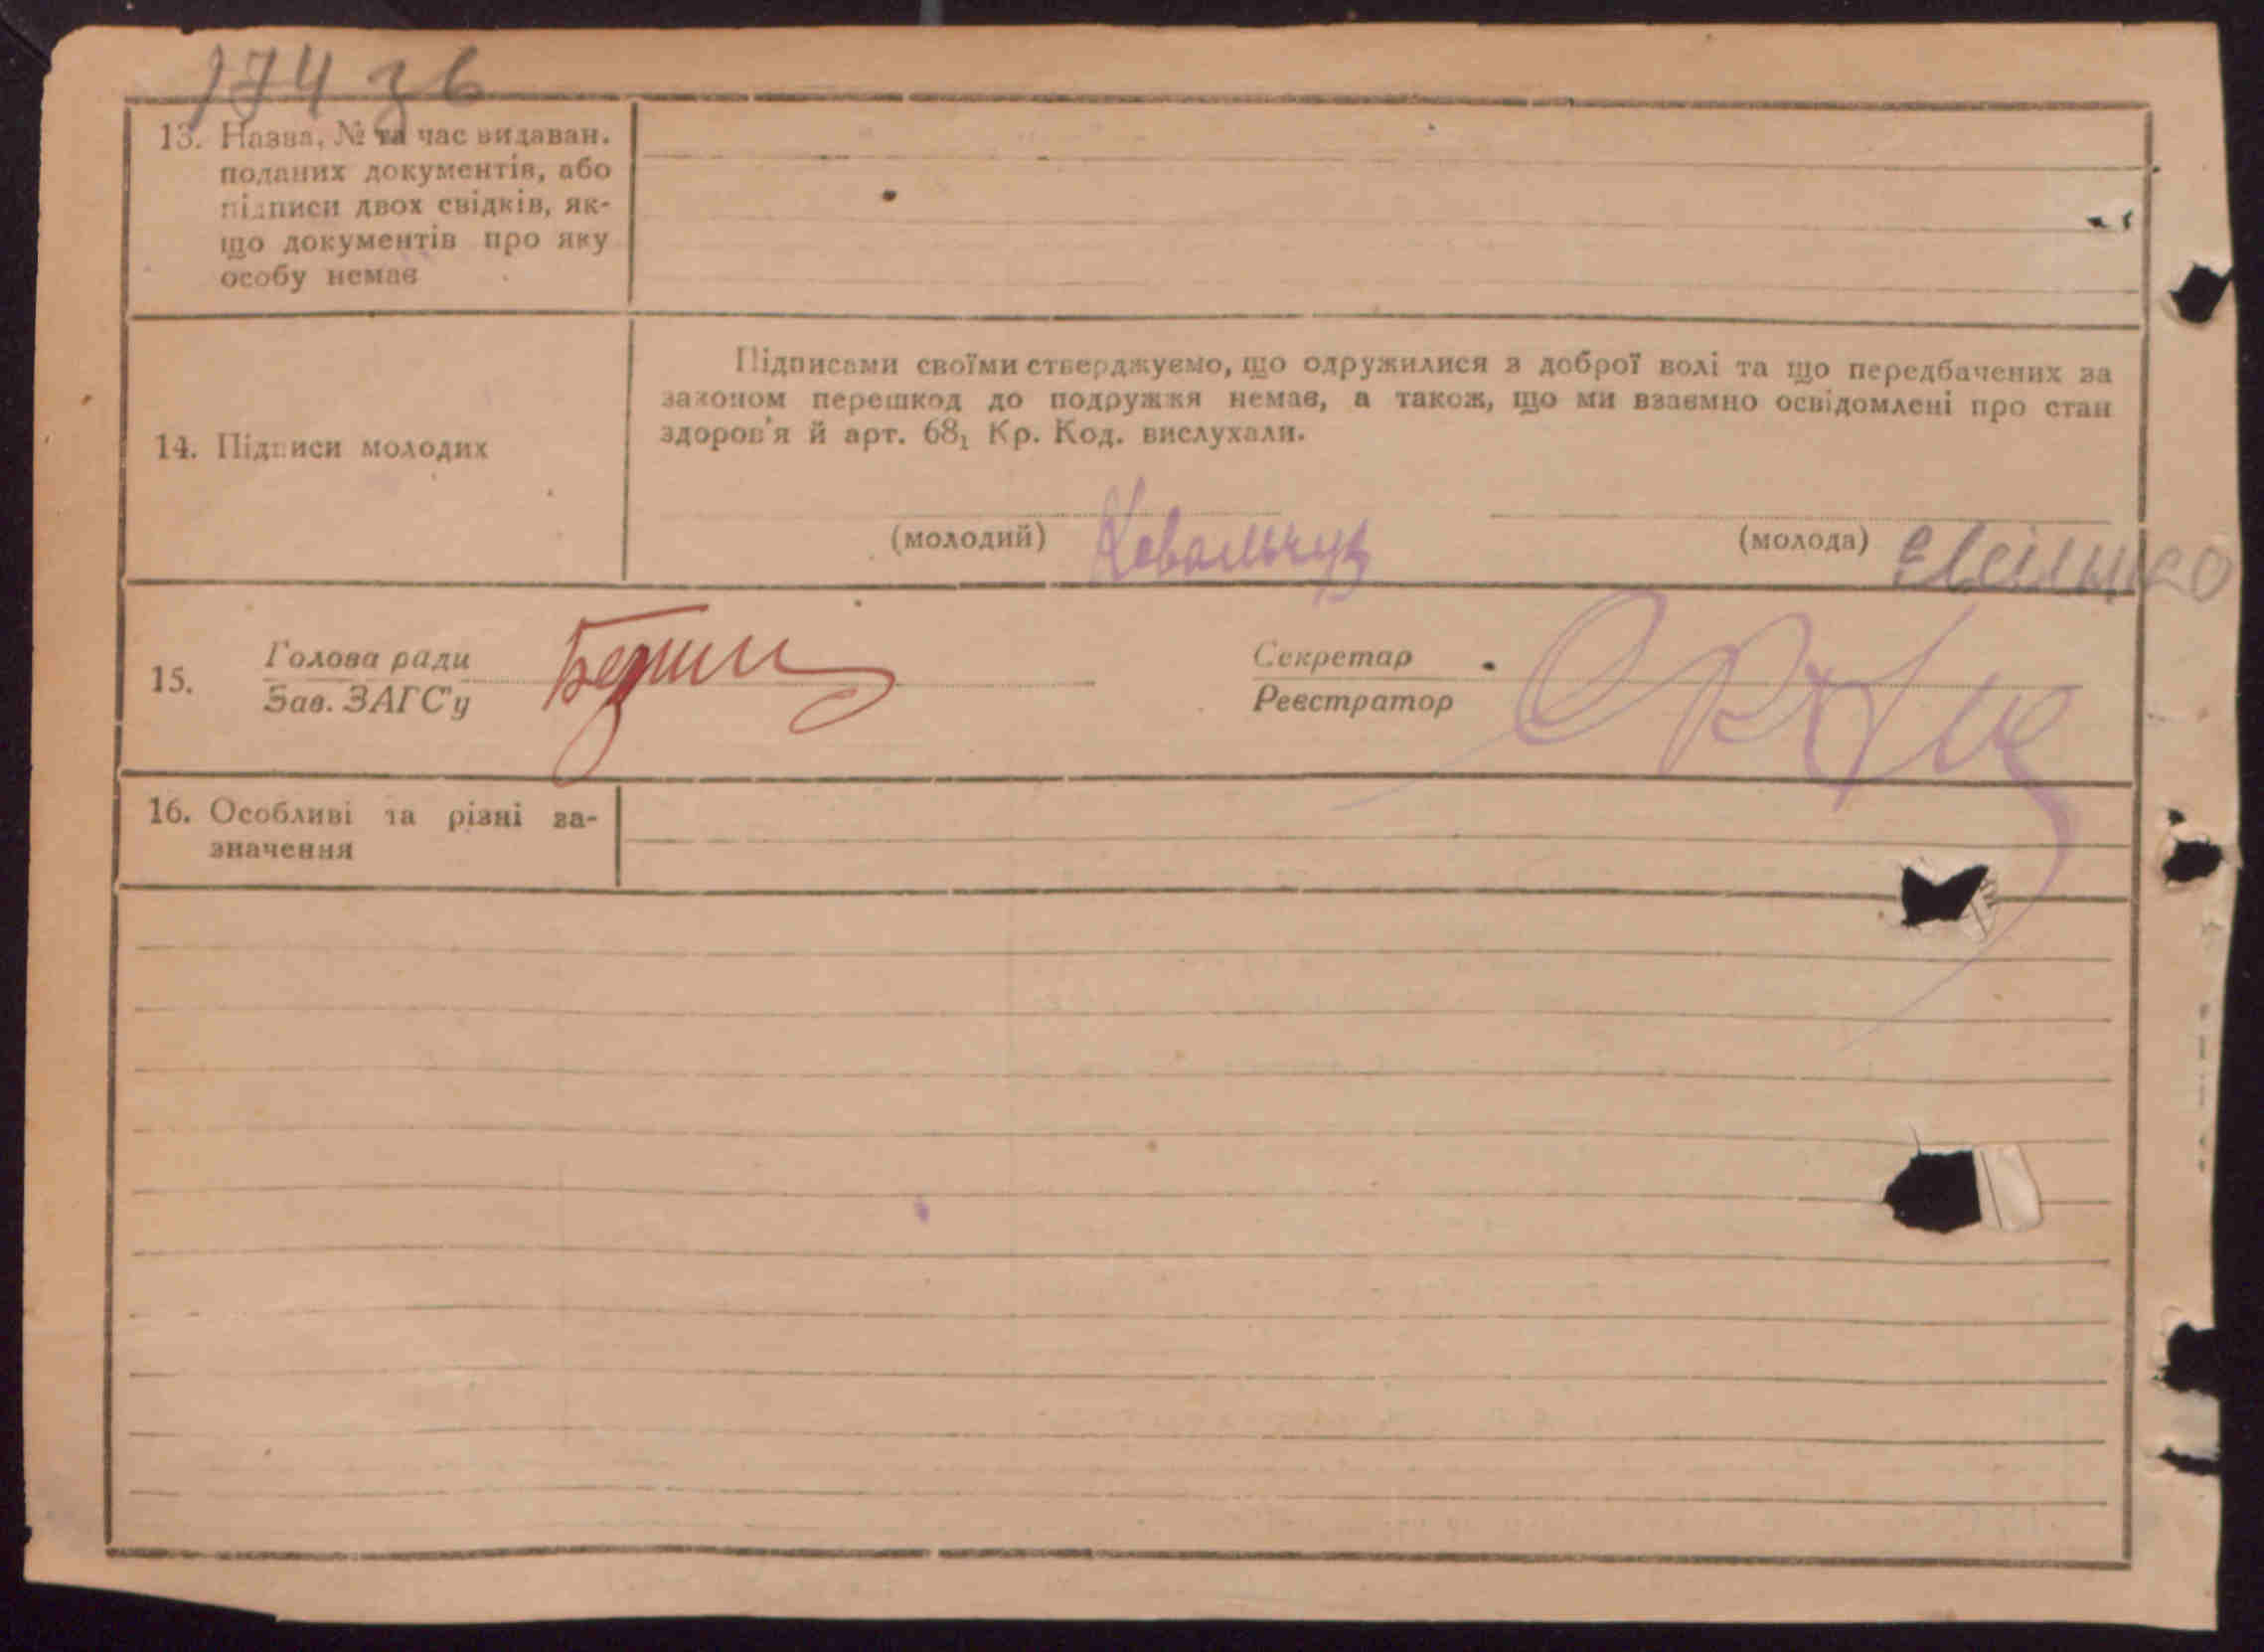 174 зв
13. Назва, № та час видаван.
поданих документів, або
підписи двох свідків, як-
що документів про яку
особу немає
Підписами своїми стверджуємо, що одружилися з доброї волі та що передбачених за
законом перешкод до подружжя немає, а також, що ми взаємно освідомлені про стан
здоров'я й арт. 68₁ Кр. Код. вислухали.
14. Підписи молодих
(молодий) Ковальчук (молода)
15. Голова ради
Зав. ЗАГС'у
Секретар
Реєстратор
16. Особливі та різні за-
значення